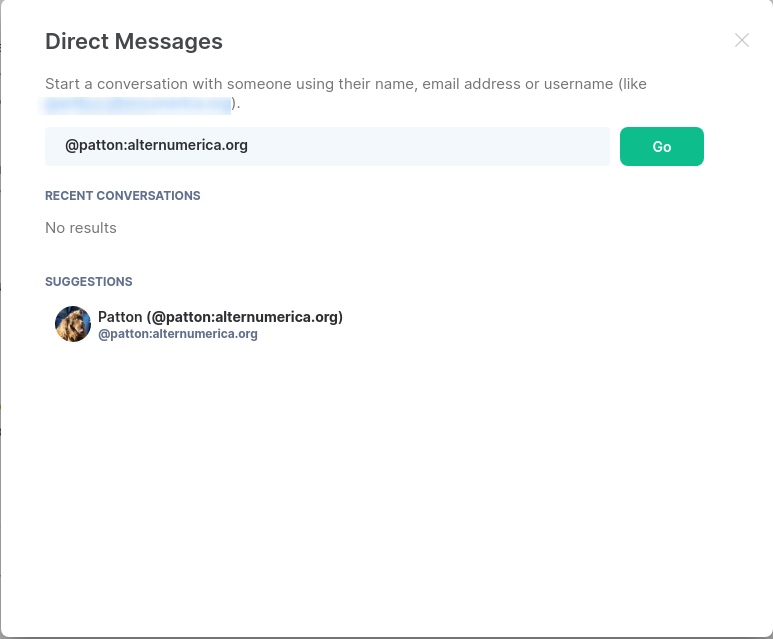 Direct Messages
Start a conversation with someone using their name, email address or username (like
).
@patton:alternumerica.org
Go
RECENT CONVERSATIONS
No results
SUGGESTIONS
Patton (@patton:alternumerica.org)
@patton:alternumerica.org